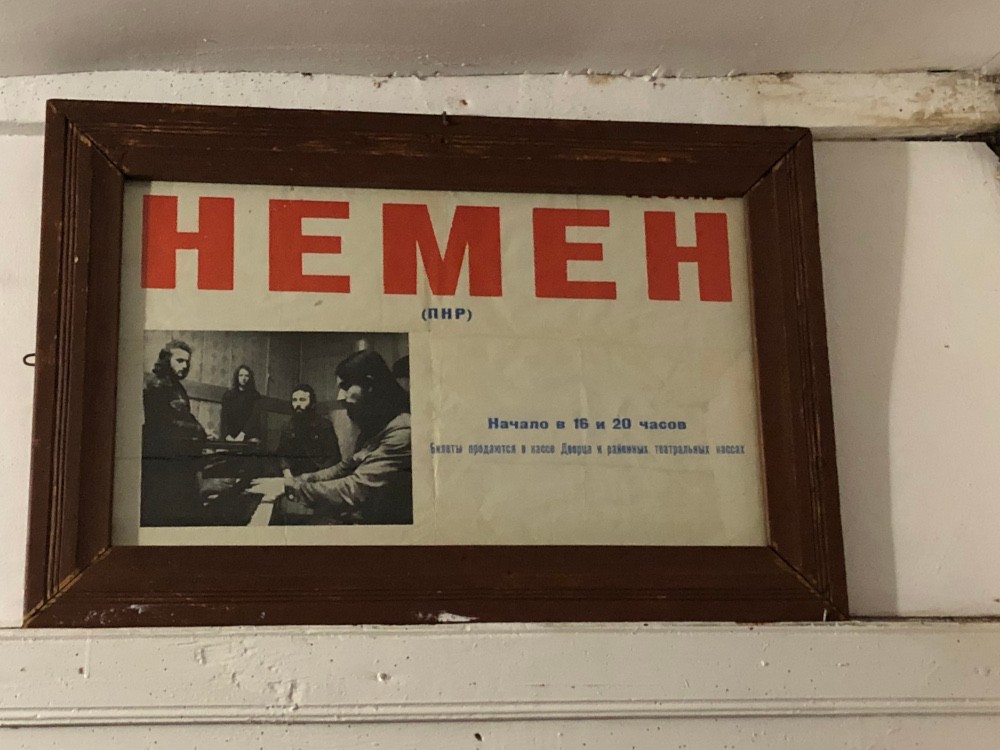 НЕМЕН
(ПНР)
Начало в 16 и 20 часов
Билеты продаются в кассе Дворца и районных театральных кассах